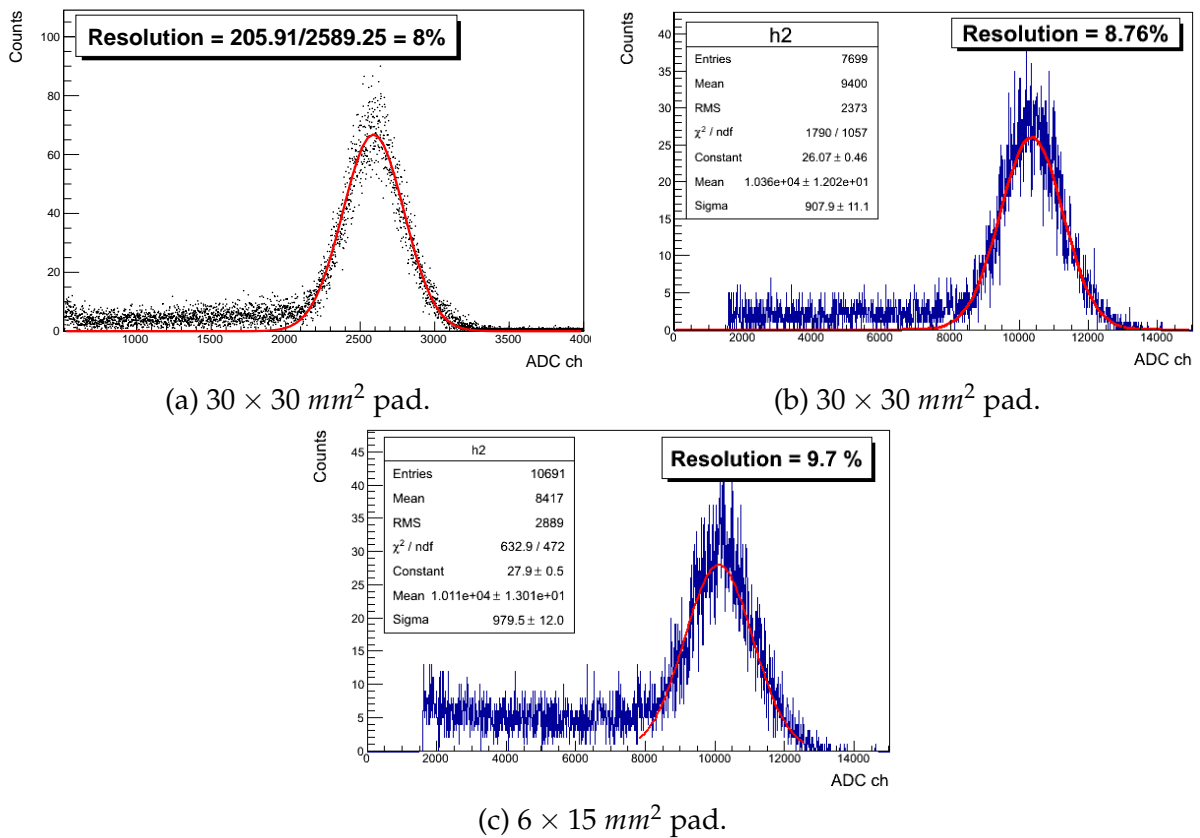 Counts
Resolution = 205.91/2589.25 = 8%
100
80
60
40
20
0
1000 1500 2000 2500 3000 3500 400
ADC ch
(a) 30 × 30 mm² pad.
Counts
Resolution = 8.76%
h2
Entries 7699
Mean 9400
RMS 2373
χ² / ndf 1790 / 1057
Constant 26.07 ± 0.46
Mean 1.036e+04 ± 1.202e+01
Sigma 907.9 ± 11.1
40
35
30
25
20
15
10
5
0
0 2000 4000 6000 8000 10000 12000 14000
ADC ch
(b) 30 × 30 mm² pad.
Counts
Resolution = 9.7 %
h2
Entries 10691
Mean 8417
RMS 2889
χ² / ndf 632.9 / 472
Constant 27.9 ± 0.5
Mean 1.011e+04 ± 1.301e+01
Sigma 979.5 ± 12.0
45
40
35
30
25
20
15
10
5
0
0 2000 4000 6000 8000 10000 12000 14000
ADC ch
(c) 6 × 15 mm² pad.